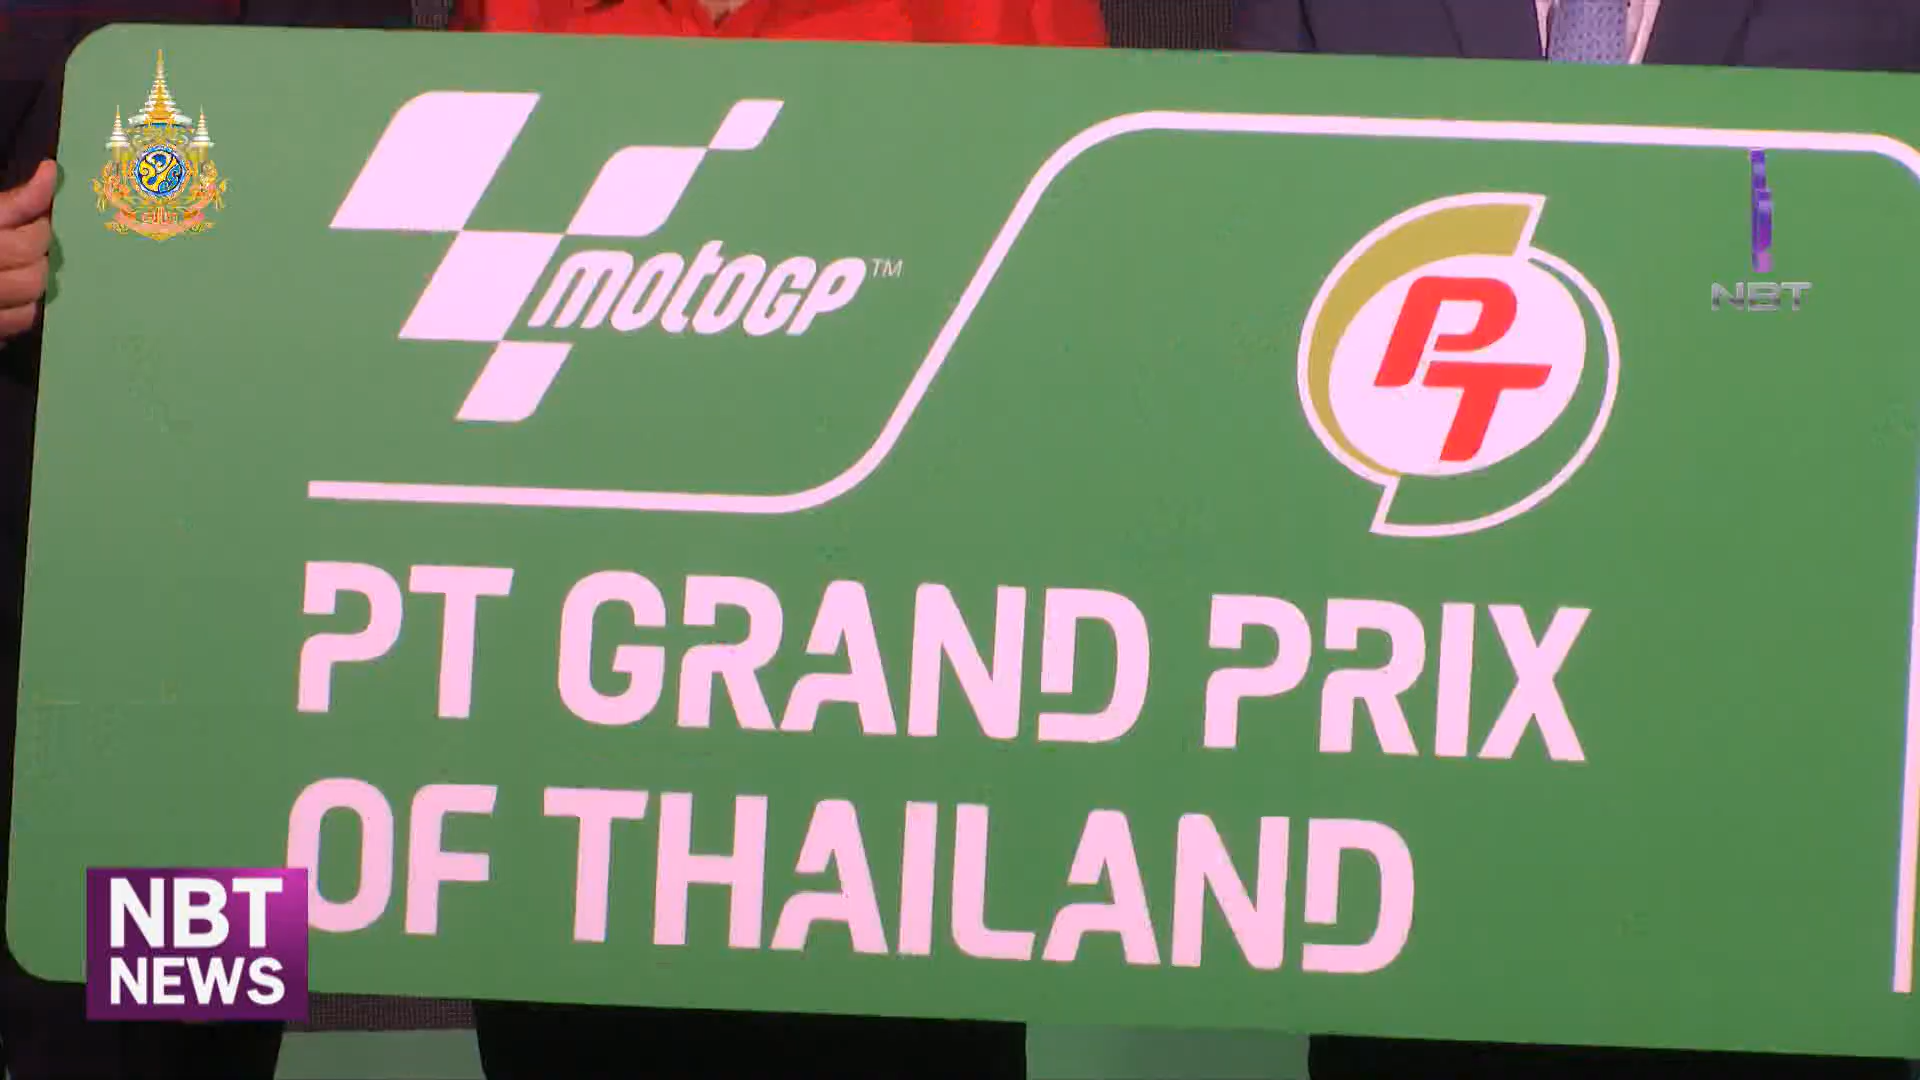 motoGP™
PT
NBT
PT GRAND PRIX
OF THAILAND
NBT
NEWS